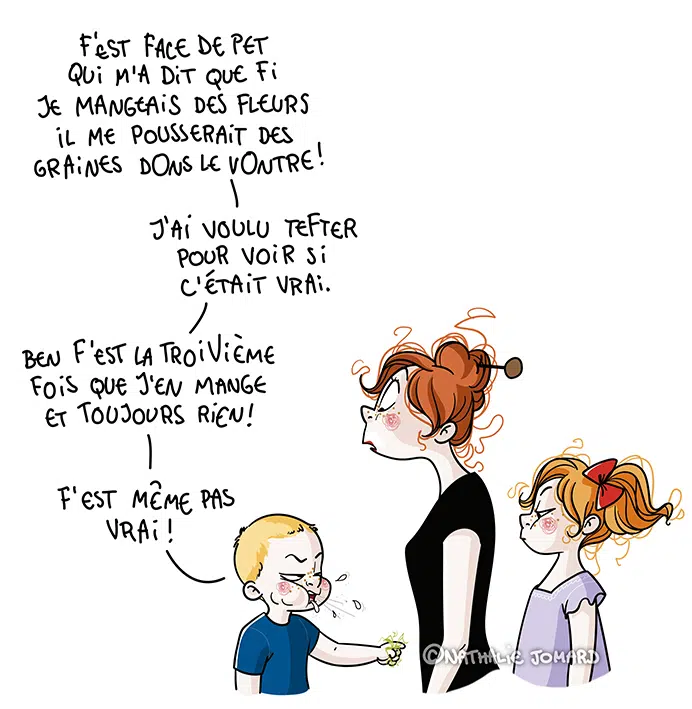 F'EST FACE DE PET
QUI M'A DIT QUE FI
JE MANGEAIS DES FLEURS
IL ME POUSSERAIT DES
GRAINES DONS LE VONTRE!
J'AI VOULU TEFTER
POUR VOIR SI
C'ÉTAIT VRAI.
BEN F'EST LA TROIVIÈME
FOIS QUE J'EN MANGE
ET TOUJOURS RIEN!
F'EST MÊME PAS
VRAI!
©NATHALIE JOMARD